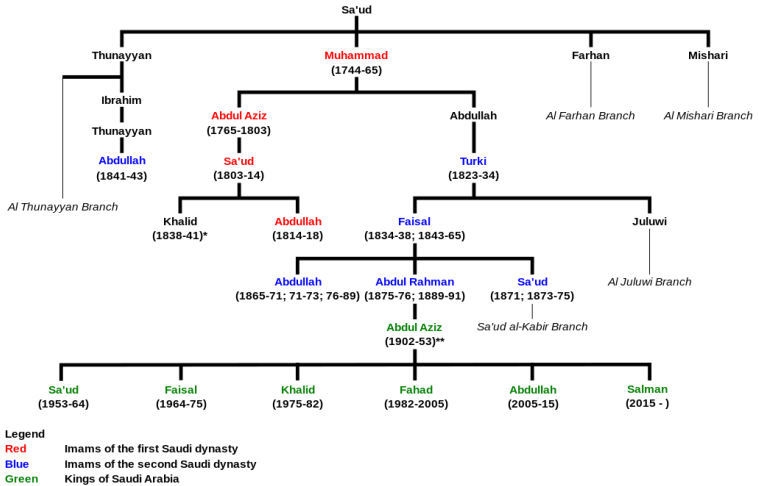 Sa'ud
Thunayyan Muhammad Farhan Mishari
(1744-65)
Ibrahim
Abdul Aziz Abdullah Al Farhan Branch Al Mishari Branch
(1765-1803)
Thunayyan
Abdullah Sa'ud Turki
(1841-43) (1803-14) (1823-34)
Al Thunayyan Branch
Khalid Abdullah Faisal Juluwi
(1838-41)* (1814-18) (1834-38; 1843-65)
Abdullah Abdul Rahman Sa'ud Al Juluwi Branch
(1865-71; 71-73; 76-89) (1875-76; 1889-91) (1871; 1873-75)
Abdul Aziz Sa'ud al-Kabir Branch
(1902-53)**
Sa'ud Faisal Khalid Fahad Abdullah Salman
(1953-64) (1964-75) (1975-82) (1982-2005) (2005-15) (2015 - )
Legend
Red Imams of the first Saudi dynasty
Blue Imams of the second Saudi dynasty
Green Kings of Saudi Arabia